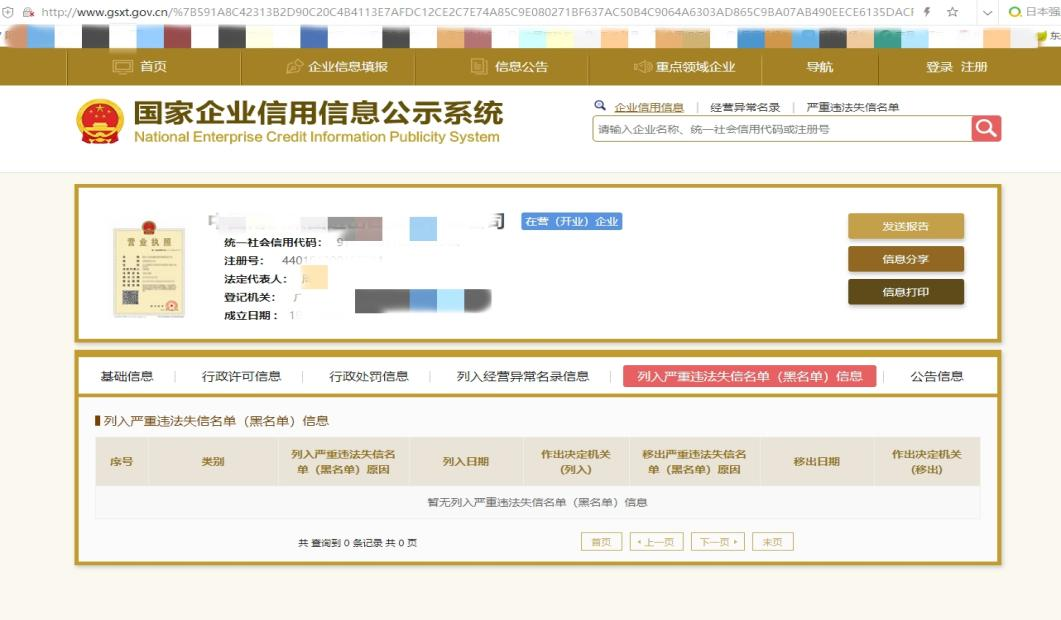 http://www.gsxt.gov.cn/%7B591A8C42313B2D90C20C4B4113E7AFDC12CE2C7E74A85C9E080271BF637AC50B4C9064A6303AD865C9BA07AB490EECE6135DACF
日本强
东
首页 企业信息填报 信息公告 重点领域企业 导航 登录 注册
国家企业信用信息公示系统
National Enterprise Credit Information Publicity System
企业信用信息 | 经营异常名录 | 严重违法失信名单
请输入企业名称、统一社会信用代码或注册号
在营（开业）企业
营业执照
统一社会信用代码： 9
注册号：
法定代表人：
登记机关：
成立日期：
发送报告
信息分享
信息打印
基础信息 | 行政许可信息 | 行政处罚信息 | 列入经营异常名录信息 | 列入严重违法失信名单（黑名单）信息 | 公告信息
列入严重违法失信名单（黑名单）信息
序号 类别 列入严重违法失信名单（黑名单）原因 列入日期 作出决定机关(列入) 移出严重违法失信名单（黑名单）原因 移出日期 作出决定机关(移出)
暂无列入严重违法失信名单（黑名单）信息
共 查询到 0 条记录 共 0 页 首页 上一页 下一页 末页